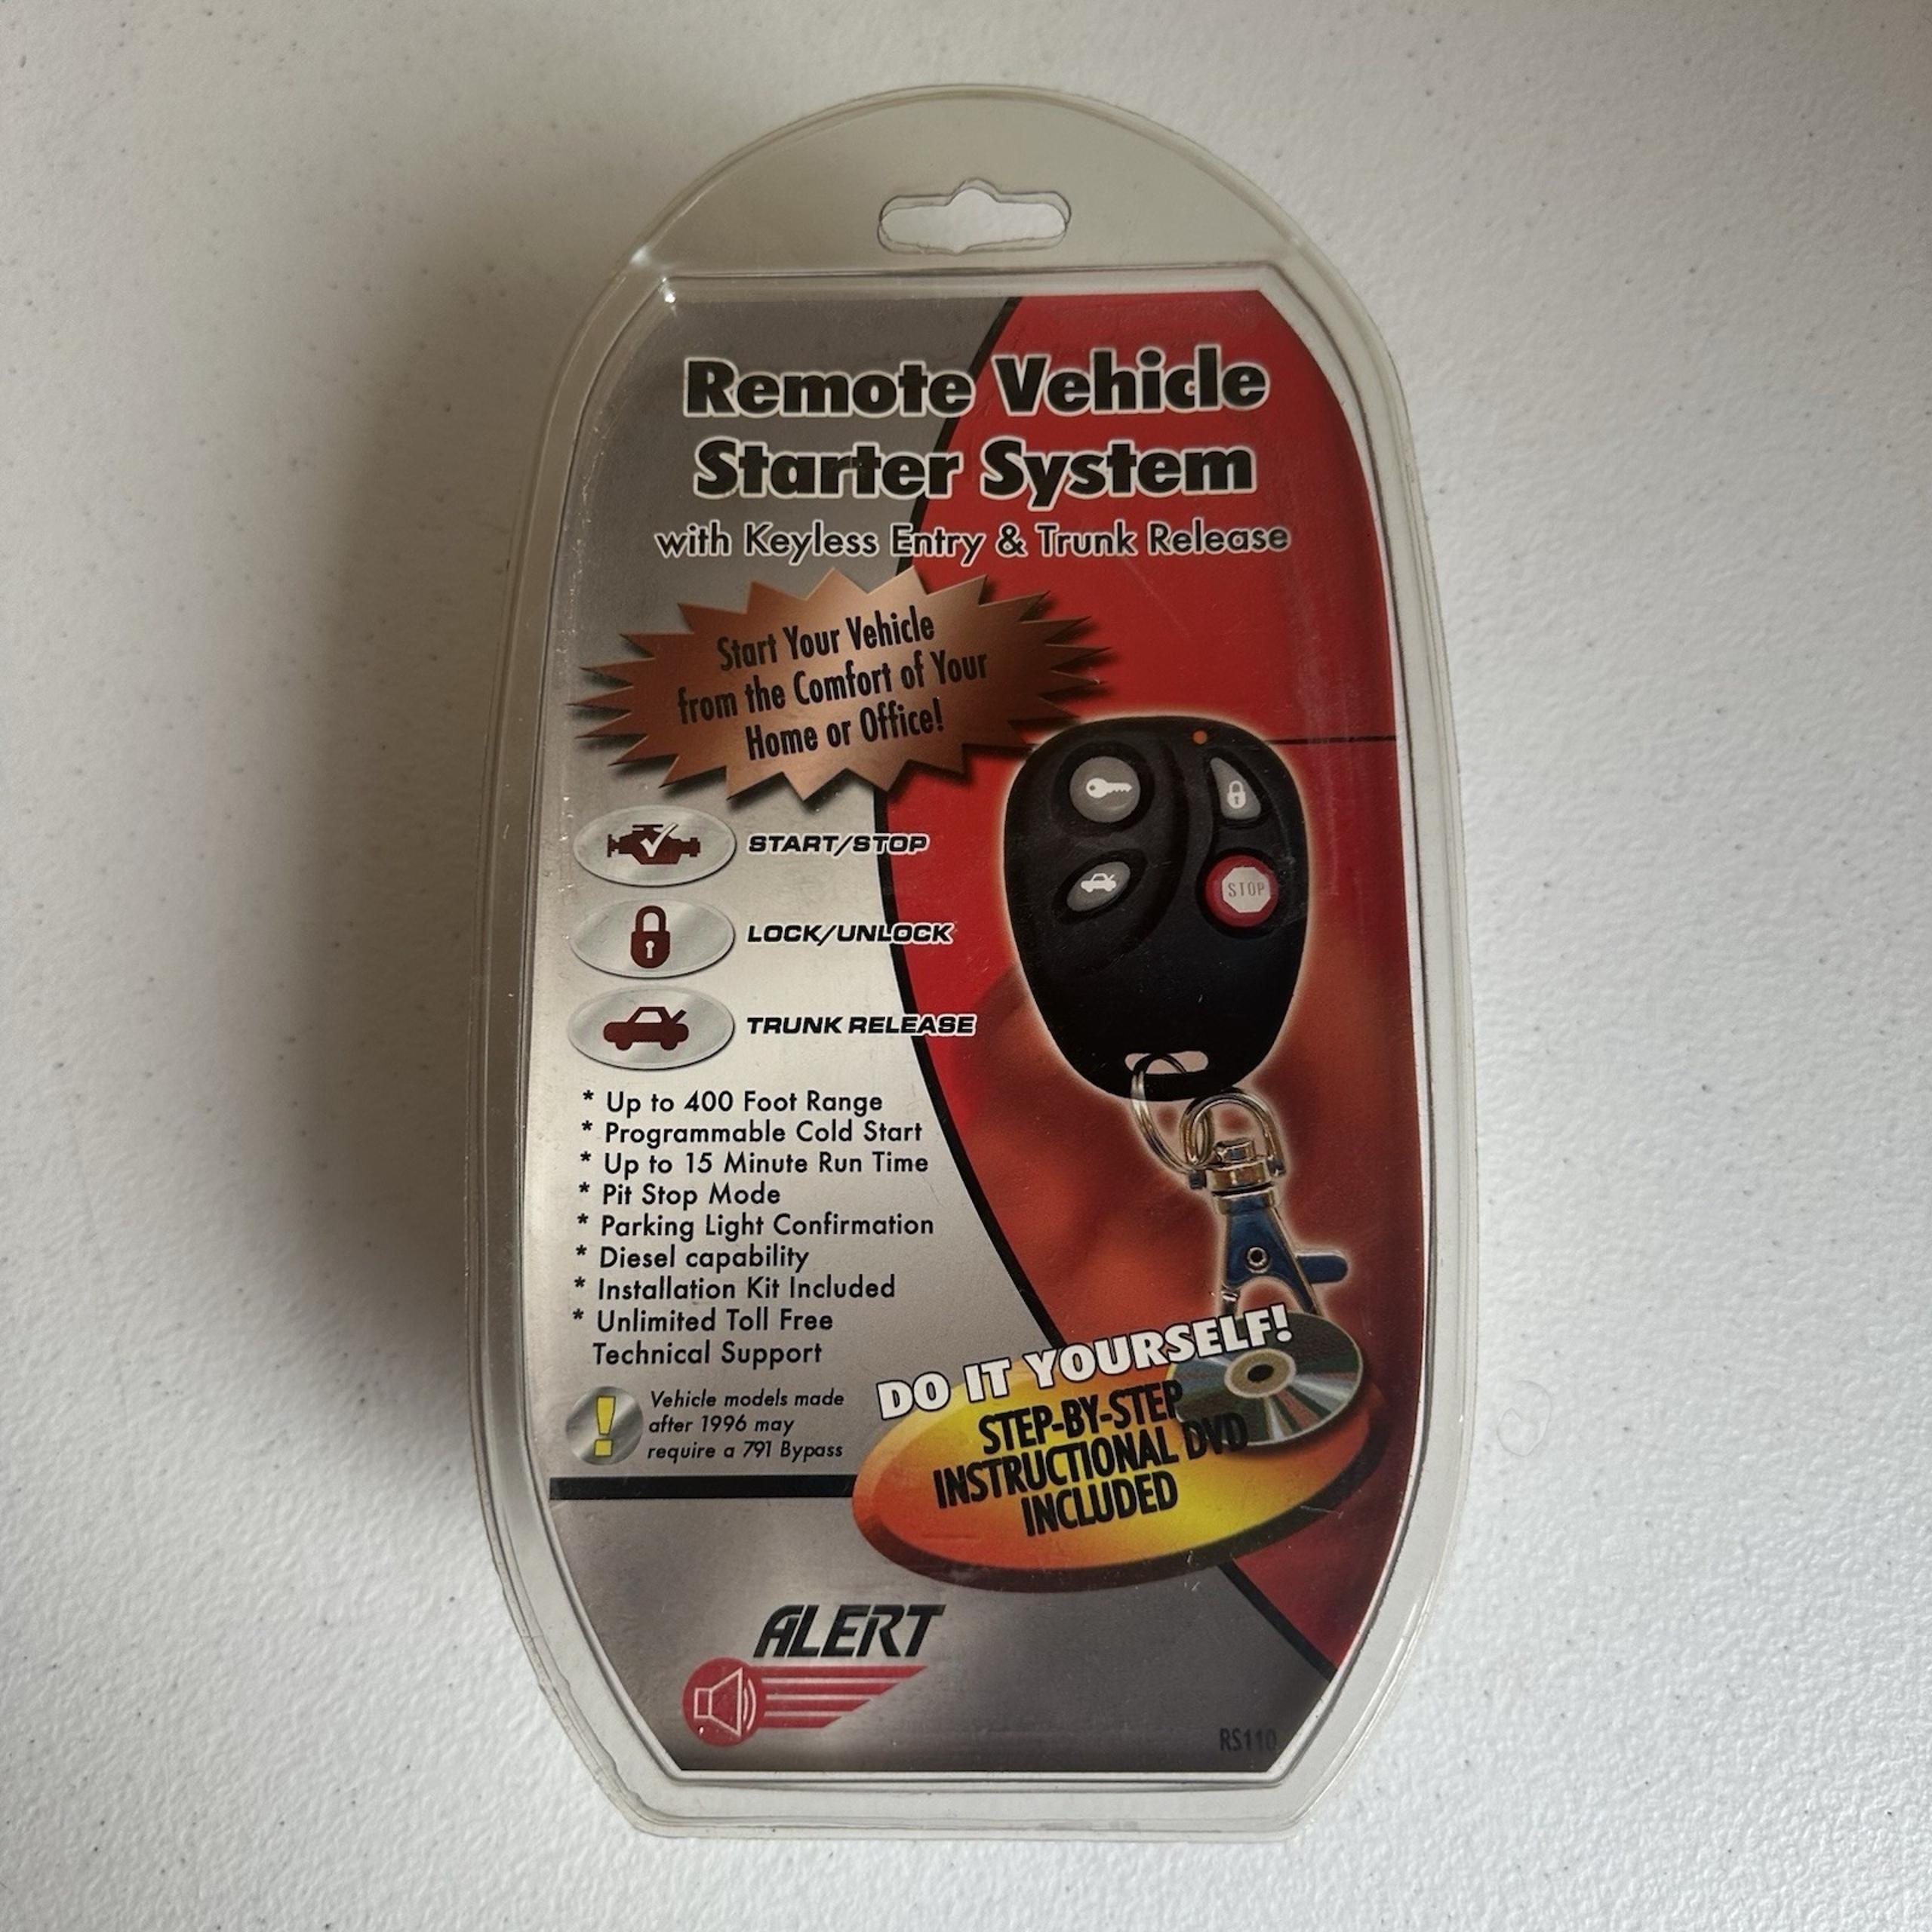 Remote Vehicle
Starter System
with Keyless Entry & Trunk Release
Start Your Vehicle
from the Comfort of Your
Home or Office!
STOP
START/STOP
LOCK/UNLOCK
TRUNK RELEASE
* Up to 400 Foot Range
* Programmable Cold Start
* Up to 15 Minute Run Time
* Pit Stop Mode
* Parking Light Confirmation
* Diesel capability
* Installation Kit Included
* Unlimited Toll Free
Technical Support
! Vehicle models made
after 1996 may
require a 791 Bypass
DO IT YOURSELF!
STEP-BY-STEP
INSTRUCTIONAL DVD
INCLUDED
ALERT
RS110